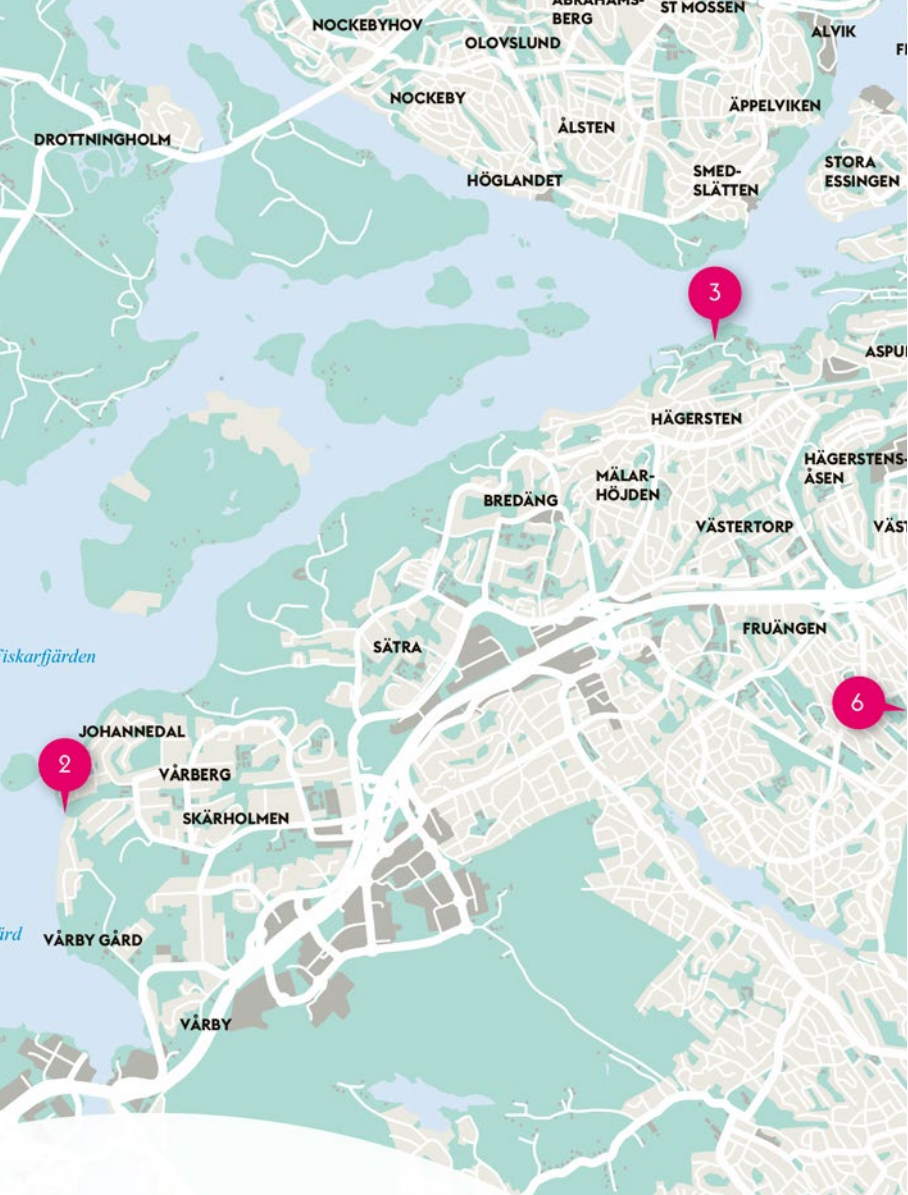 ABRAHAMS-
BERG
ST MOSSEN
NOCKEBYHOV
ALVIK
OLOVSLUND
NOCKEBY
ÄPPELVIKEN
ÅLSTEN
DROTTNINGHOLM
STORA
ESSINGEN
HÖGLANDET
SMED-
SLÄTTEN
3
HÄGERSTEN
HÄGERSTENS-
ÅSEN
MÄLAR-
HÖJDEN
BREDÄNG
VÄSTERTORP
FRUÄNGEN
SÄTRA
6
JOHANNEDAL
2
VÅRBERG
SKÄRHOLMEN
VÅRBY GÅRD
VÅRBY